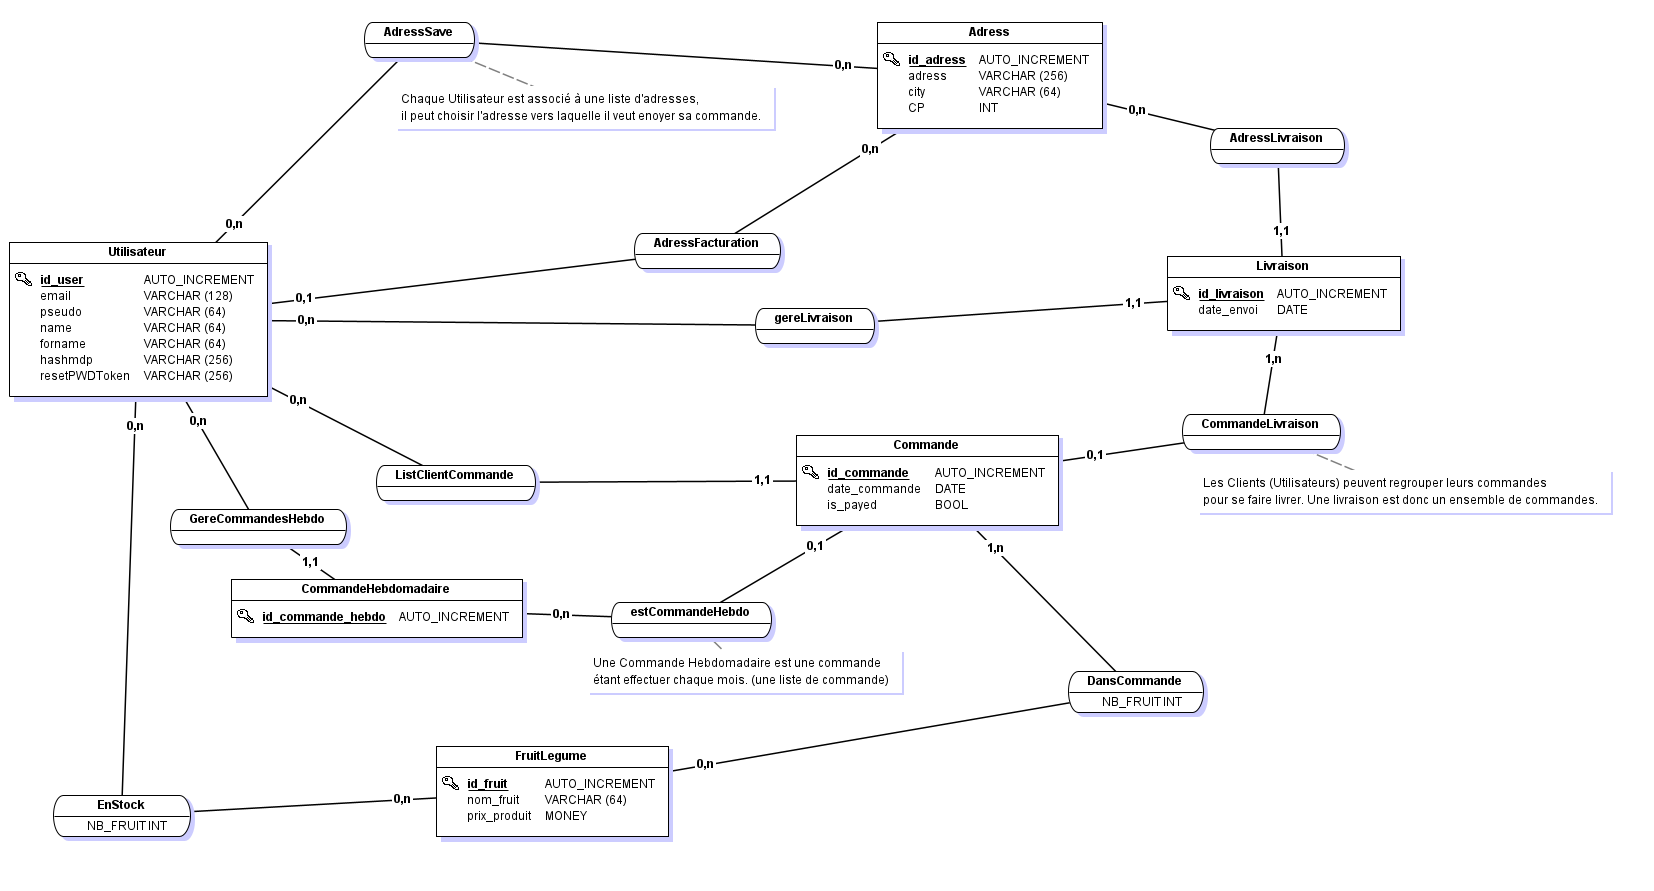 AdressSave
Adress
id_adress AUTO_INCREMENT
adress VARCHAR (256)
city VARCHAR (64)
CP INT
0,n
0,n
Chaque Utilisateur est associé à une liste d'adresses,
il peut choisir l'adresse vers laquelle il veut enoyer sa commande.
AdressLivraison
0,n
0,n
1,1
AdressFacturation
Utilisateur
id_user AUTO_INCREMENT
email VARCHAR (128)
pseudo VARCHAR (64)
name VARCHAR (64)
forname VARCHAR (64)
hashmdp VARCHAR (256)
resetPWDToken VARCHAR (256)
Livraison
id_livraison AUTO_INCREMENT
date_envoi DATE
0,1
0,n
gereLivraison
1,1
1,n
0,n
0,n
0,n
CommandeLivraison
Commande
id_commande AUTO_INCREMENT
date_commande DATE
is_payed BOOL
0,1
ListClientCommande
1,1
Les Clients (Utilisateurs) peuvent regrouper leurs commandes
pour se faire livrer. Une livraison est donc un ensemble de commandes.
GereCommandesHebdo
1,1
0,1
1,n
CommandeHebdomadaire
id_commande_hebdo AUTO_INCREMENT
0,n
estCommandeHebdo
Une Commande Hebdomadaire est une commande
étant effectuer chaque mois. (une liste de commande)
DansCommande
NB_FRUIT INT
FruitLegume
id_fruit AUTO_INCREMENT
nom_fruit VARCHAR (64)
prix_produit MONEY
0,n
0,n
EnStock
NB_FRUIT INT